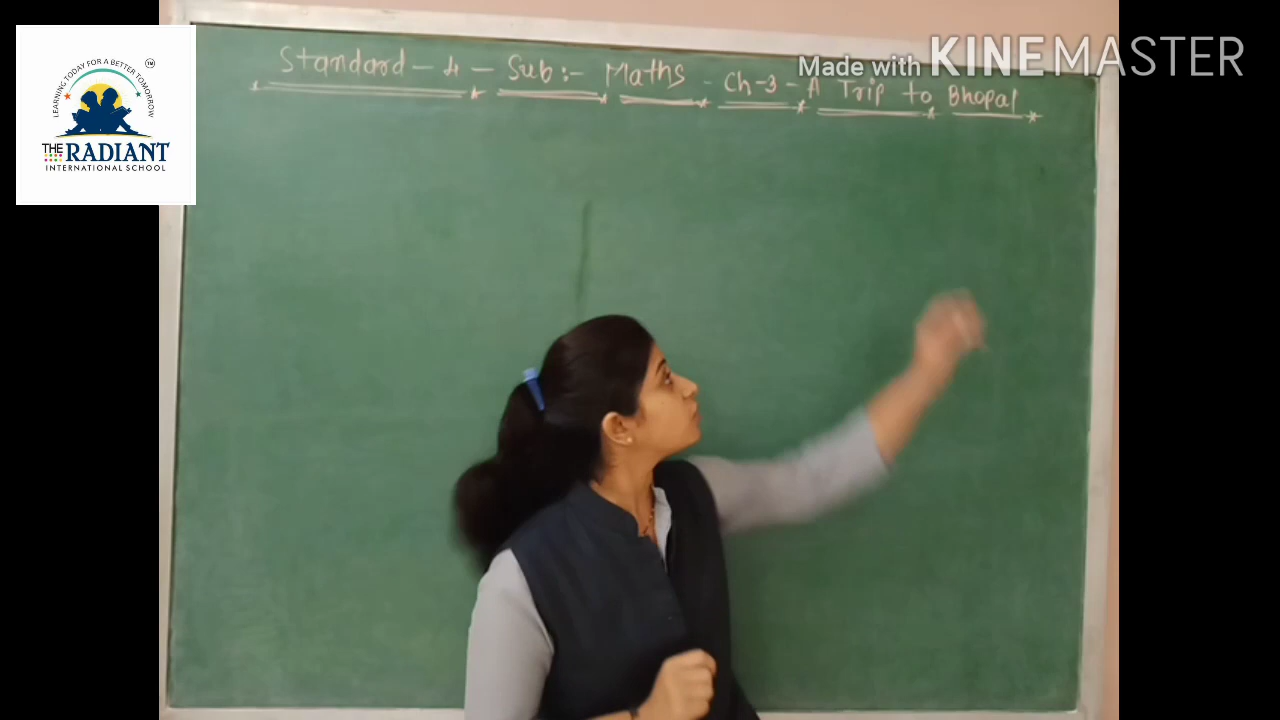 LEARNING TODAY FOR A BETTER TOMORROW
TM
THE RADIANT
INTERNATIONAL SCHOOL
Made with KINEMASTER
Standard - 4 - Sub:- Maths - Ch-3 - A Trip to Bhopal